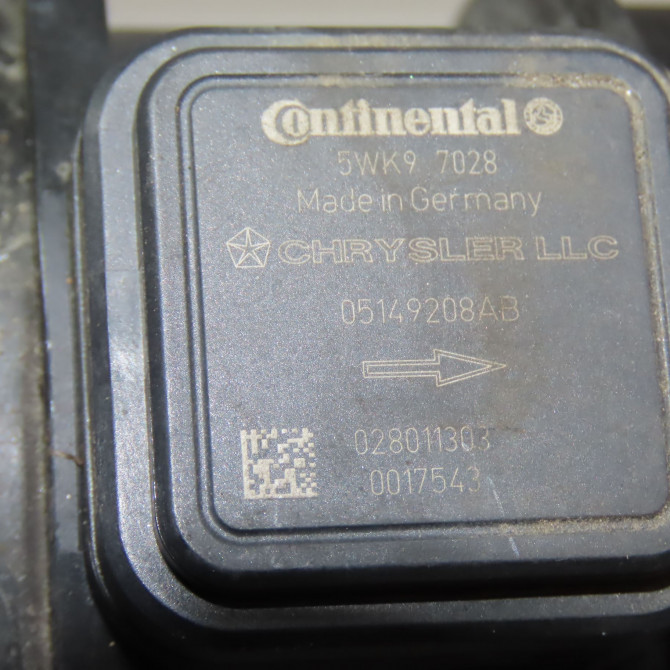 Continental
5WK9 7028
Made in Germany
CHRYSLER LLC
05149208AB
028011303
0017543